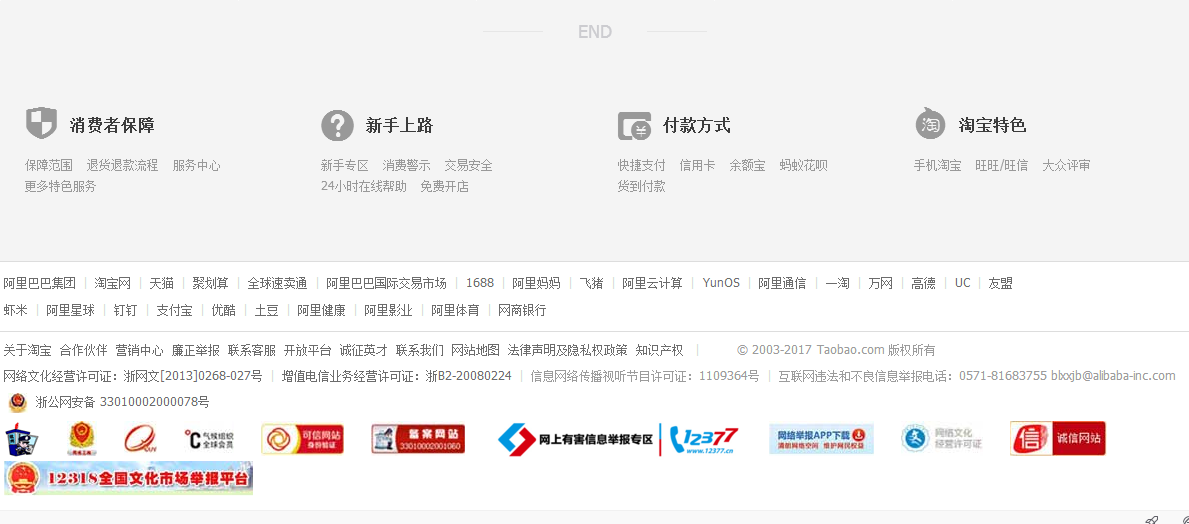 END
消费者保障
保障范围 退货退款流程 服务中心
更多特色服务
新手上路
新手专区 消费警示 交易安全
24小时在线帮助 免费开店
¥ 付款方式
快捷支付 信用卡 余额宝 蚂蚁花呗
货到付款
淘 淘宝特色
手机淘宝 旺旺/旺信 大众评审
阿里巴巴集团 | 淘宝网 | 天猫 | 聚划算 | 全球速卖通 | 阿里巴巴国际交易市场 | 1688 | 阿里妈妈 | 飞猪 | 阿里云计算 | YunOS | 阿里通信 | 一淘 | 万网 | 高德 | UC | 友盟
虾米 | 阿里星球 | 钉钉 | 支付宝 | 优酷 | 土豆 | 阿里健康 | 阿里影业 | 阿里体育 | 网商银行
关于淘宝 合作伙伴 营销中心 廉正举报 联系客服 开放平台 诚征英才 联系我们 网站地图 法律声明及隐私权政策 知识产权 | © 2003-2017 Taobao.com 版权所有
网络文化经营许可证：浙网文[2013]0268-027号 | 增值电信业务经营许可证：浙B2-20080224 | 信息网络传播视听节目许可证：1109364号 | 互联网违法和不良信息举报电话：0571-81683755 blxxjb@alibaba-inc.com
浙公网安备 33010002000078号
℃ 气候组织 全球会员 可信网站 身份验证 备案网站 33010002001060 网上有害信息举报专区 12377 www.12377.cn 网络举报APP下载 清朗网络空间 维护网民权益 网络文化 经营许可证 信 诚信网站
12318全国文化市场举报平台